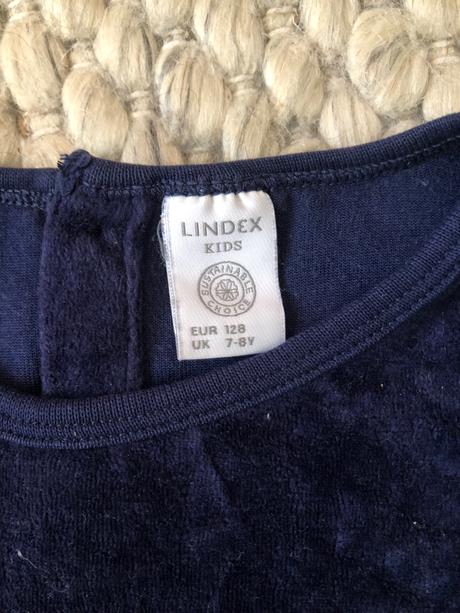 LINDEX
KIDS
SUSTAINABLE
CHOICE
EUR 128
UK 7-8Y